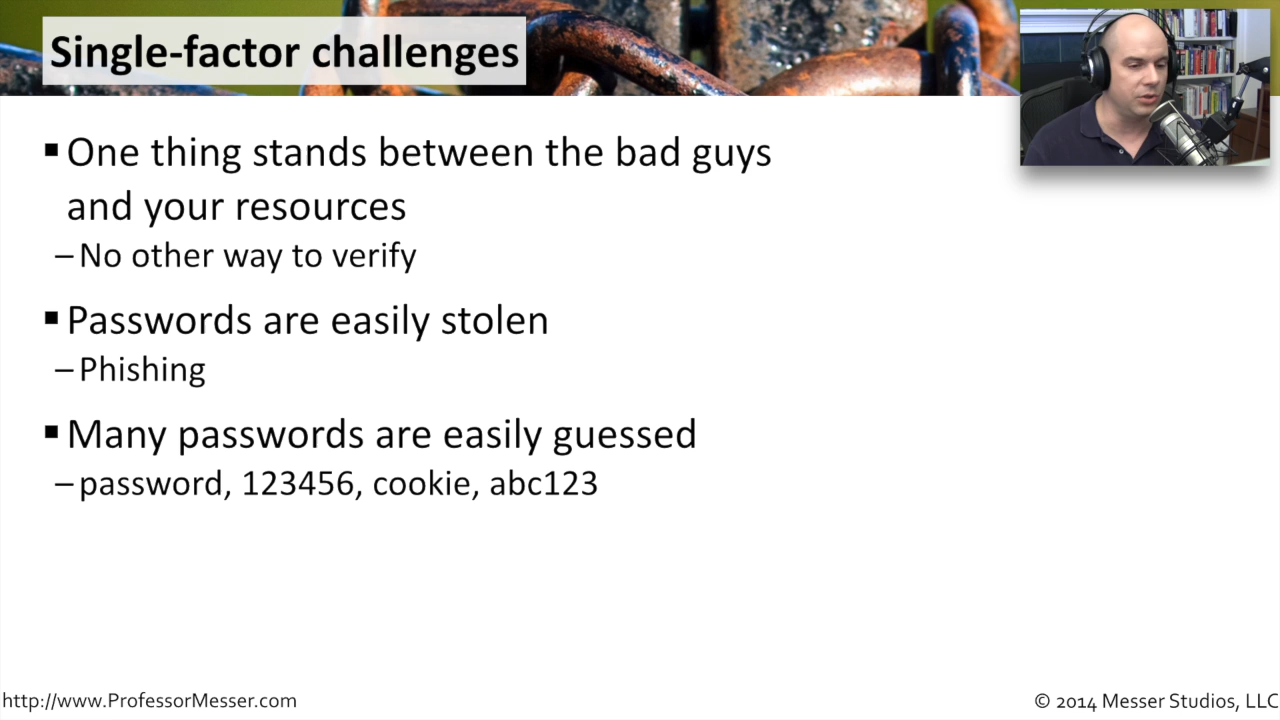 Single-factor challenges
▪ One thing stands between the bad guys
and your resources
– No other way to verify
▪ Passwords are easily stolen
– Phishing
▪ Many passwords are easily guessed
– password, 123456, cookie, abc123
http://www.ProfessorMesser.com
© 2014 Messer Studios, LLC